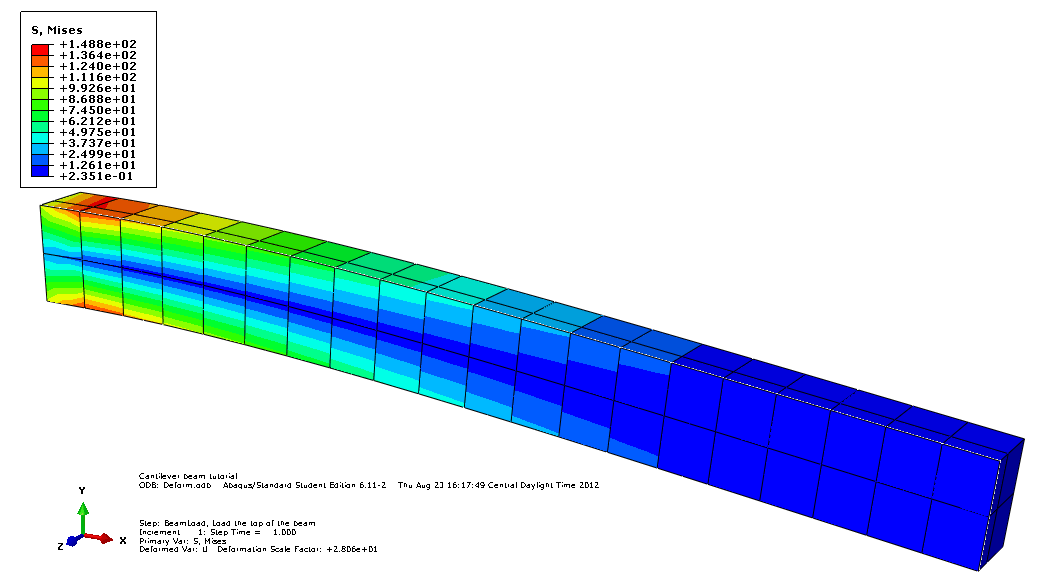 S, Mises
+1.488e+02
+1.364e+02
+1.240e+02
+1.116e+02
+9.926e+01
+8.688e+01
+7.450e+01
+6.212e+01
+4.975e+01
+3.737e+01
+2.499e+01
+1.261e+01
+2.351e-01
Cantilever beam tutorial
ODB: Deform.odb Abaqus/Standard Student Edition 6.11-2 Thu Aug 23 16:17:49 Central Daylight Time 2012
Y
X
Z
Step: BeamLoad, Load the top of the beam
Increment 1: Step Time = 1.000
Primary Var: S, Mises
Deformed Var: U Deformation Scale Factor: +2.806e+01